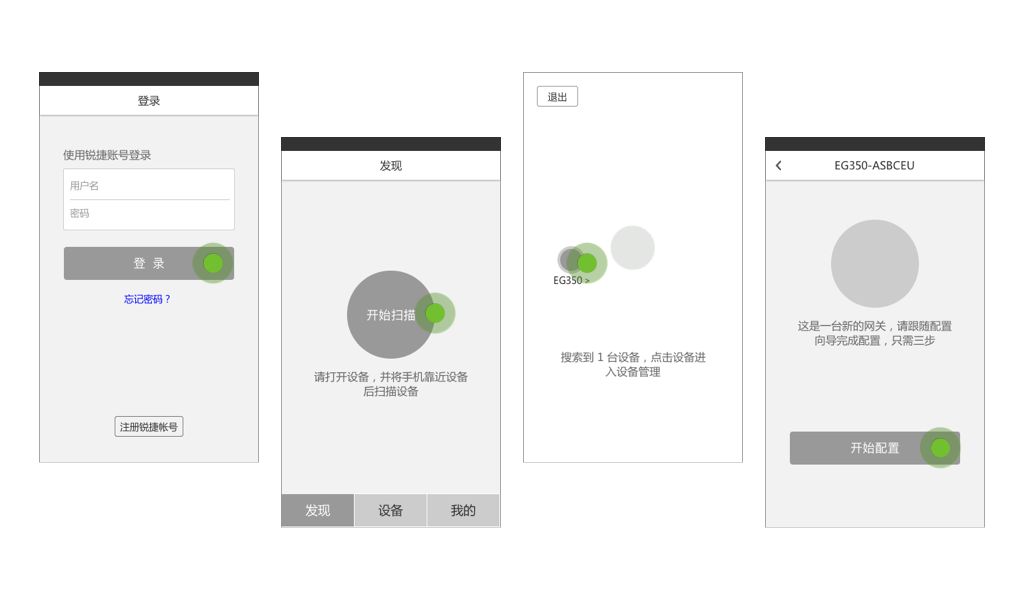 登录
使用锐捷账号登录
用户名
密码
登 录
忘记密码？
注册锐捷帐号
发现
开始扫描
请打开设备，并将手机靠近设备
后扫描设备
发现 设备 我的
退出
EG350 >
搜索到 1 台设备，点击设备进
入设备管理
EG350-ASBCEU
这是一台新的网关，请跟随配置
向导完成配置，只需三步
开始配置